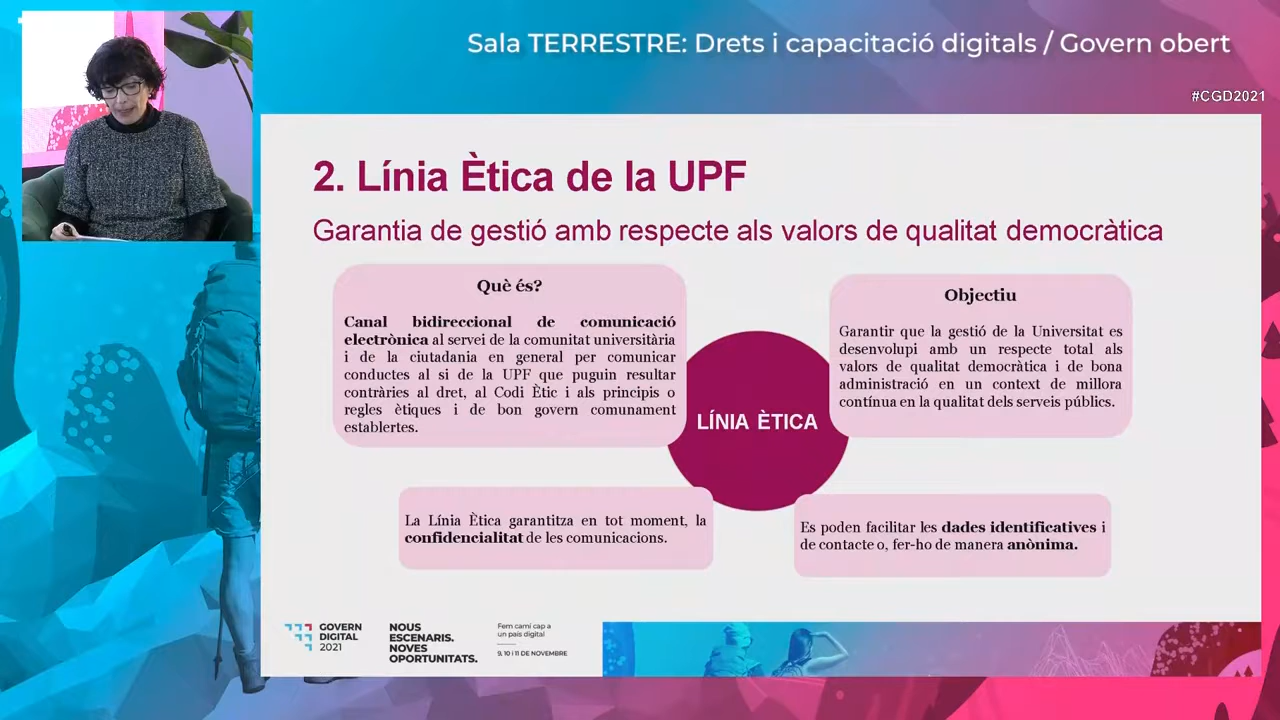 Sala TERRESTRE: Drets i capacitació digitals / Govern obert
#CGD2021
2. Línia Ètica de la UPF
Garantia de gestió amb respecte als valors de qualitat democràtica
Què és?
Canal bidireccional de comunicació
electrònica al servei de la comunitat universitària
i de la ciutadania en general per comunicar
conductes al si de la UPF que puguin resultar
contràries al dret, al Codi Ètic i als principis o
regles ètiques i de bon govern comunament
establertes.
Objectiu
Garantir que la gestió de la Universitat es
desenvolupi amb un respecte total als
valors de qualitat democràtica i de bona
administració en un context de millora
contínua en la qualitat dels serveis públics.
LÍNIA ÈTICA
La Línia Ètica garantitza en tot moment, la
confidencialitat de les comunicacions.
Es poden facilitar les dades identificatives i
de contacte o, fer-ho de manera anònima.
GOVERN
DIGITAL
2021
NOUS
ESCENARIS.
NOVES
OPORTUNITATS.
Fem camí cap a
un país digital
9, 10 i 11 DE NOVEMBRE